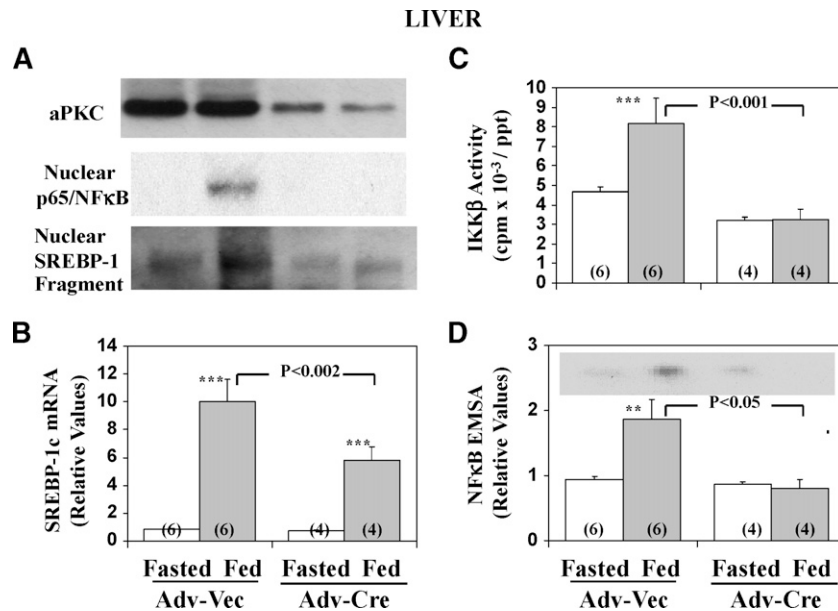 LIVER
A
aPKC
Nuclear
p65/NFκB
Nuclear
SREBP-1
Fragment
B
SREBP-1c mRNA
(Relative Values)
14
12
10
8
6
4
2
0
***
P<0.002
***
(6)
(6)
(4)
(4)
Fasted Fed
Fasted Fed
Adv-Vec
Adv-Cre
C
IKKβ Activity
(cpm x 10-3 / ppt)
10
9
8
7
6
5
4
3
2
1
0
***
P<0.001
(6)
(6)
(4)
(4)
D
NFκB EMSA
(Relative Values)
3
2
1
0
**
P<0.05
(6)
(6)
(4)
(4)
Fasted Fed
Fasted Fed
Adv-Vec
Adv-Cre